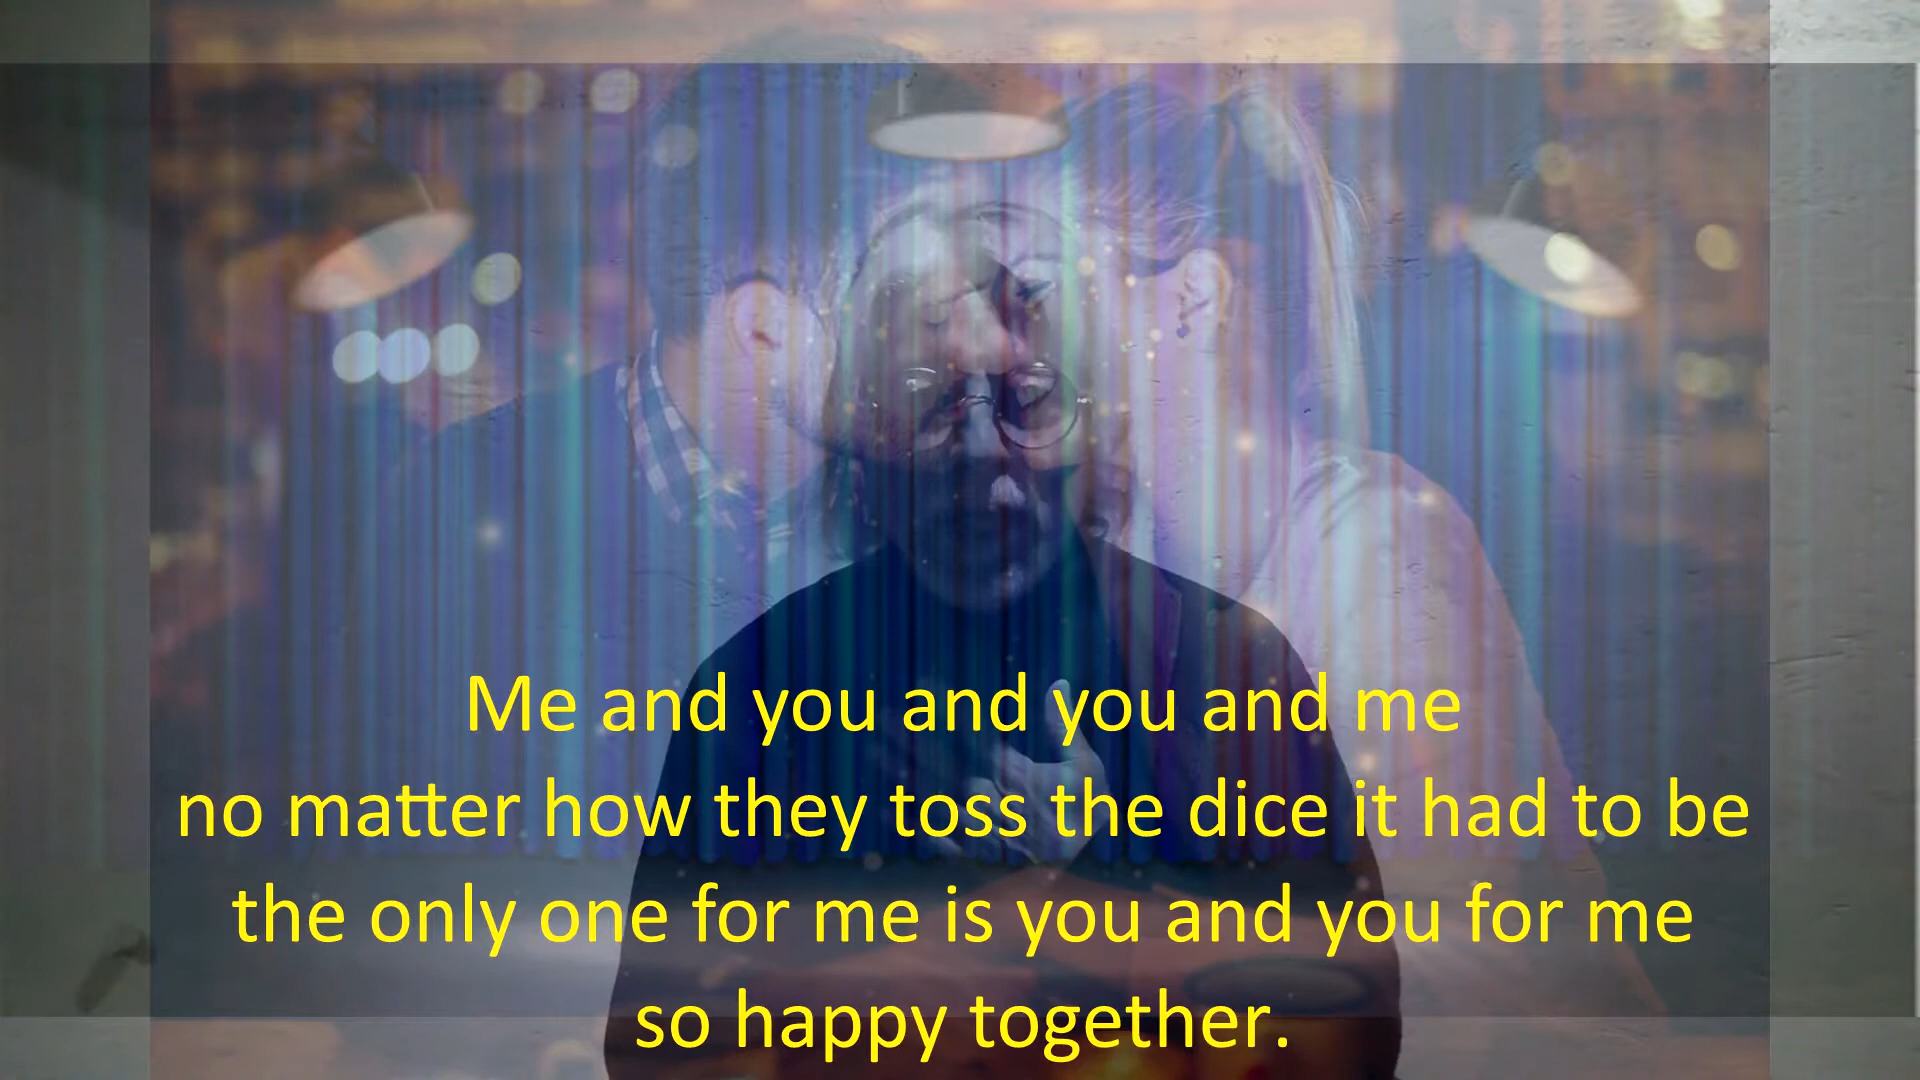 Me and you and you and me
no matter how they toss the dice it had to be
the only one for me is you and you for me
so happy together.